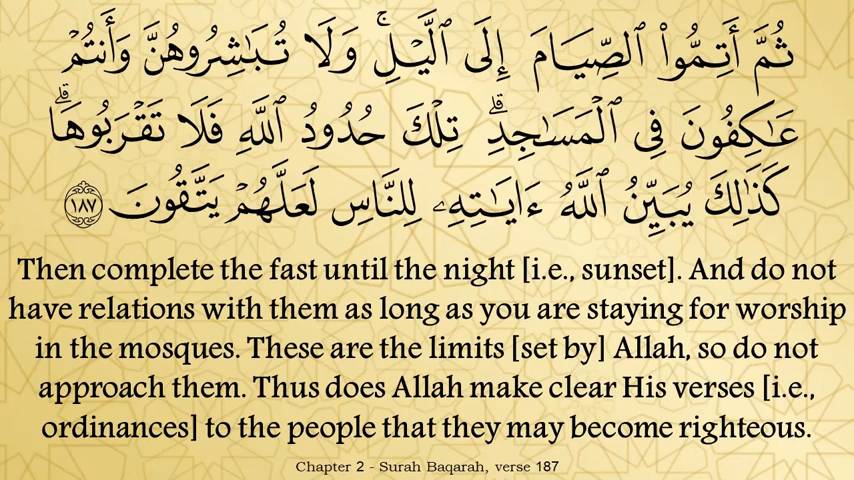 ثُمَّ أَتِمُّوا۟ ٱلصِّيَامَ إِلَى ٱلَّيْلِ ۚ وَلَا تُبَـٰشِرُوهُنَّ وَأَنتُمْ
عَـٰكِفُونَ فِى ٱلْمَسَـٰجِدِ ۗ تِلْكَ حُدُودُ ٱللَّهِ فَلَا تَقْرَبُوهَا ۗ
كَذَٰلِكَ يُبَيِّنُ ٱللَّهُ ءَايَـٰتِهِۦ لِلنَّاسِ لَعَلَّهُمْ يَتَّقُونَ ١٨٧
Then complete the fast until the night [i.e., sunset]. And do not
have relations with them as long as you are staying for worship
in the mosques. These are the limits [set by] Allah, so do not
approach them. Thus does Allah make clear His verses [i.e.,
ordinances] to the people that they may become righteous.
Chapter 2 - Surah Baqarah, verse 187